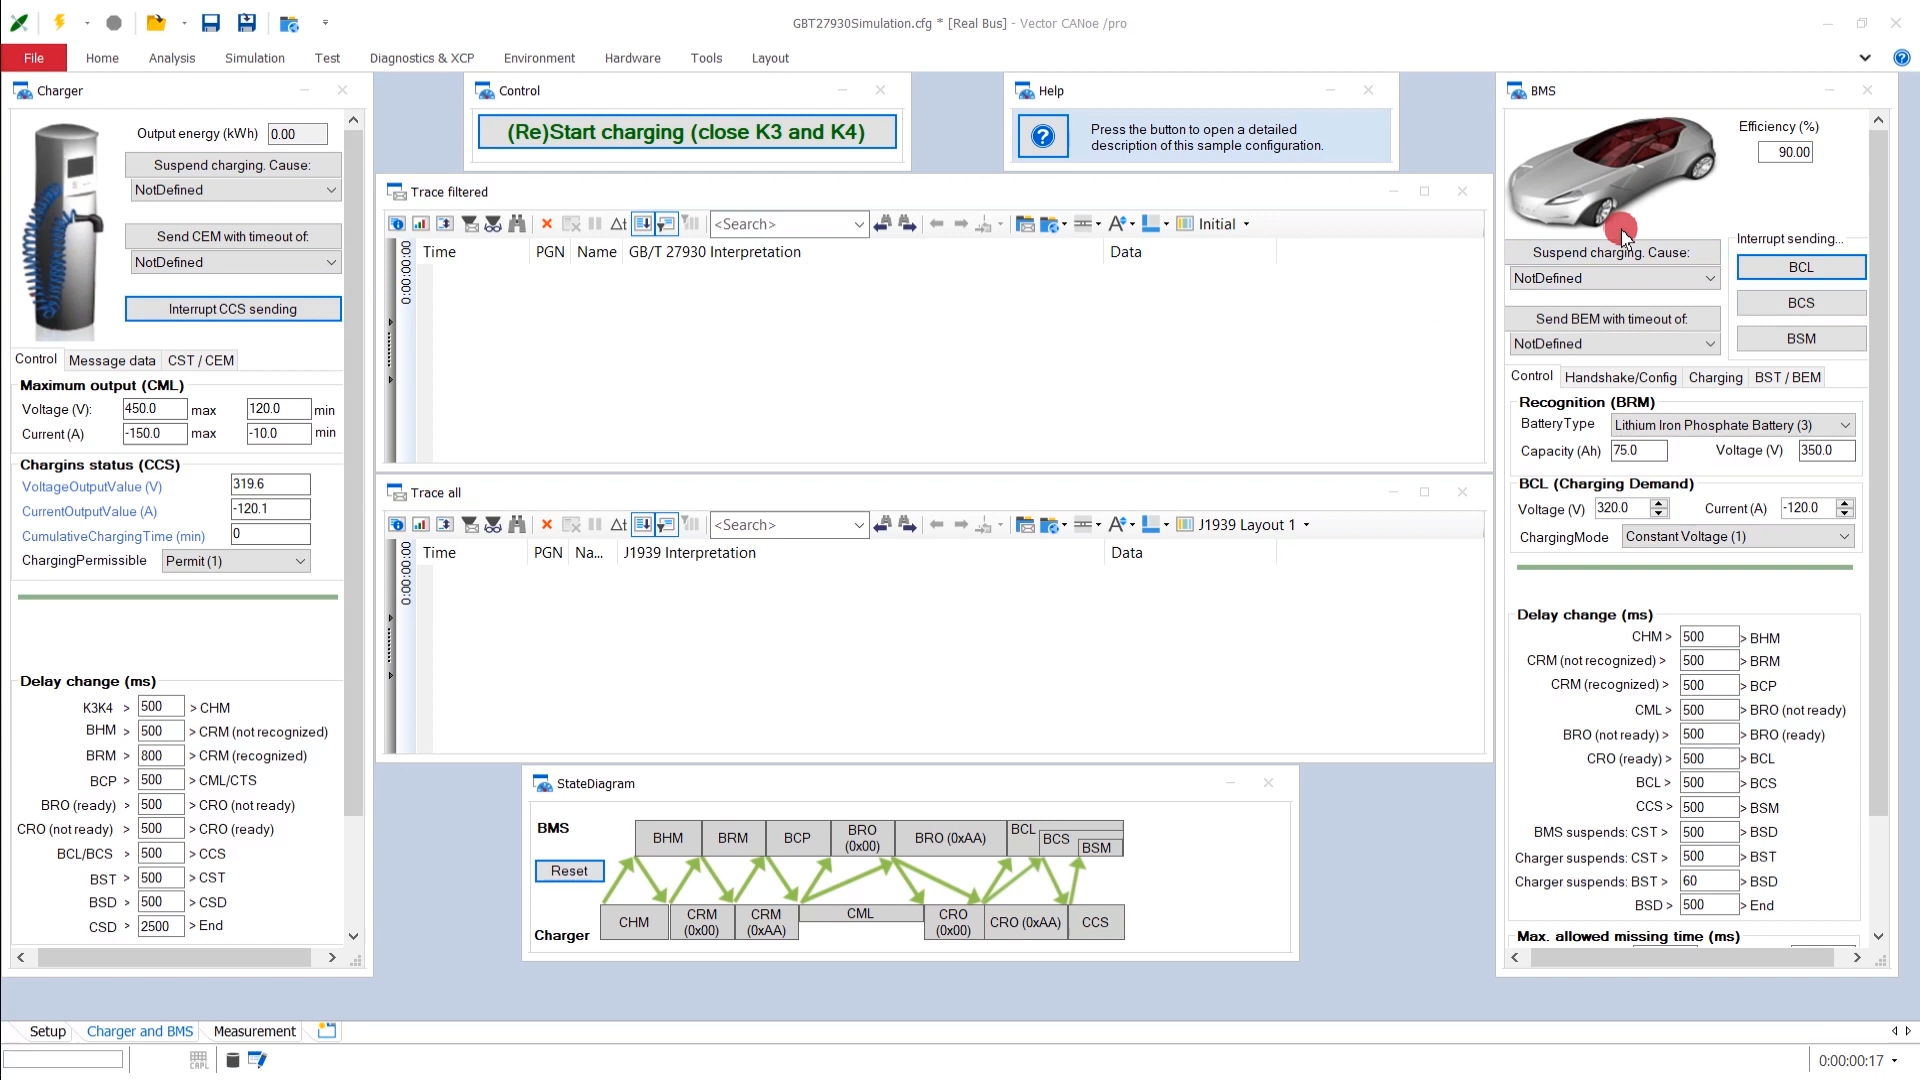 GBT27930Simulation.cfg * [Real Bus] - Vector CANoe /pro
File Home Analysis Simulation Test Diagnostics & XCP Environment Hardware Tools Layout
Charger
Output energy (kWh) 0.00
Suspend charging. Cause:
NotDefined
Send CEM with timeout of:
NotDefined
Interrupt CCS sending
Control Message data CST / CEM
Maximum output (CML)
Voltage (V): 450.0 max 120.0 min
Current (A) -150.0 max -10.0 min
Chargins status (CCS)
VoltageOutputValue (V) 319.6
CurrentOutputValue (A) -120.1
CumulativeChargingTime (min) 0
ChargingPermissible Permit (1)
Delay change (ms)
K3K4 > 500 > CHM
BHM > 500 > CRM (not recognized)
BRM > 800 > CRM (recognized)
BCP > 500 > CML/CTS
BRO (ready) > 500 > CRO (not ready)
CRO (not ready) > 500 > CRO (ready)
BCL/BCS > 500 > CCS
BST > 500 > CST
BSD > 500 > CSD
CSD > 2500 > End
Control
(Re)Start charging (close K3 and K4)
Help
Press the button to open a detailed
description of this sample configuration.
Trace filtered
Δt <Search> Initial
Time PGN Name GB/T 27930 Interpretation Data
0:00:00:00
Trace all
Δt <Search> J1939 Layout 1
Time PGN Na... J1939 Interpretation Data
0:00:00:00
StateDiagram
BMS
BHM BRM BCP BRO (0x00) BRO (0xAA) BCL BCS BSM
Reset
Charger
CHM CRM (0x00) CRM (0xAA) CML CRO (0x00) CRO (0xAA) CCS
BMS
Efficiency (%)
90.00
Suspend charging. Cause:
NotDefined
Send BEM with timeout of:
NotDefined
Interrupt sending...
BCL
BCS
BSM
Control Handshake/Config Charging BST / BEM
Recognition (BRM)
BatteryType Lithium Iron Phosphate Battery (3)
Capacity (Ah) 75.0 Voltage (V) 350.0
BCL (Charging Demand)
Voltage (V) 320.0 Current (A) -120.0
ChargingMode Constant Voltage (1)
Delay change (ms)
CHM > 500 > BHM
CRM (not recognized) > 500 > BRM
CRM (recognized) > 500 > BCP
CML > 500 > BRO (not ready)
BRO (not ready) > 500 > BRO (ready)
CRO (ready) > 500 > BCL
BCL > 500 > BCS
CCS > 500 > BSM
BMS suspends: CST > 500 > BSD
Charger suspends: CST > 500 > BST
Charger suspends: BST > 60 > BSD
BSD > 500 > End
Max. allowed missing time (ms)
Setup Charger and BMS Measurement
CAPL
0:00:00:17